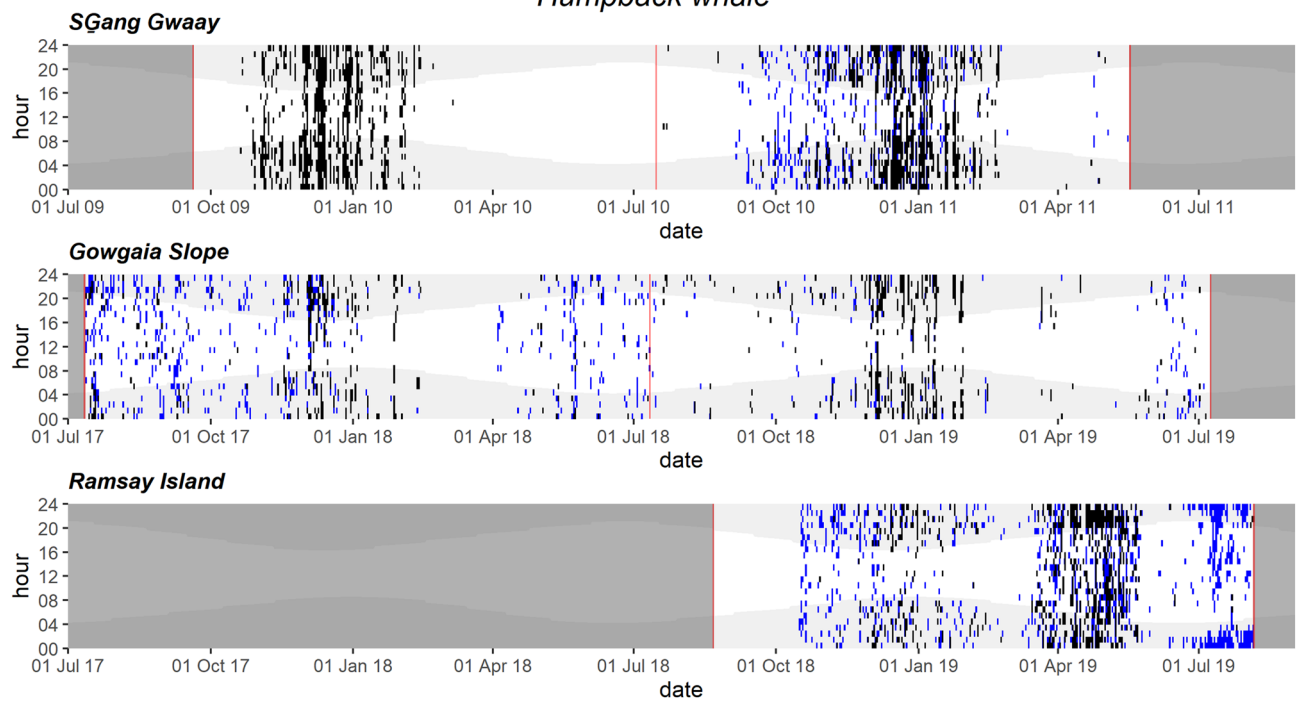 Humpback whale
SG̲ang Gwaay
24
20
16
12
08
04
00
hour
01 Jul 09 01 Oct 09 01 Jan 10 01 Apr 10 01 Jul 10 01 Oct 10 01 Jan 11 01 Apr 11 01 Jul 11
date
Gowgaia Slope
24
20
16
12
08
04
00
hour
01 Jul 17 01 Oct 17 01 Jan 18 01 Apr 18 01 Jul 18 01 Oct 18 01 Jan 19 01 Apr 19 01 Jul 19
date
Ramsay Island
24
20
16
12
08
04
00
hour
01 Jul 17 01 Oct 17 01 Jan 18 01 Apr 18 01 Jul 18 01 Oct 18 01 Jan 19 01 Apr 19 01 Jul 19
date